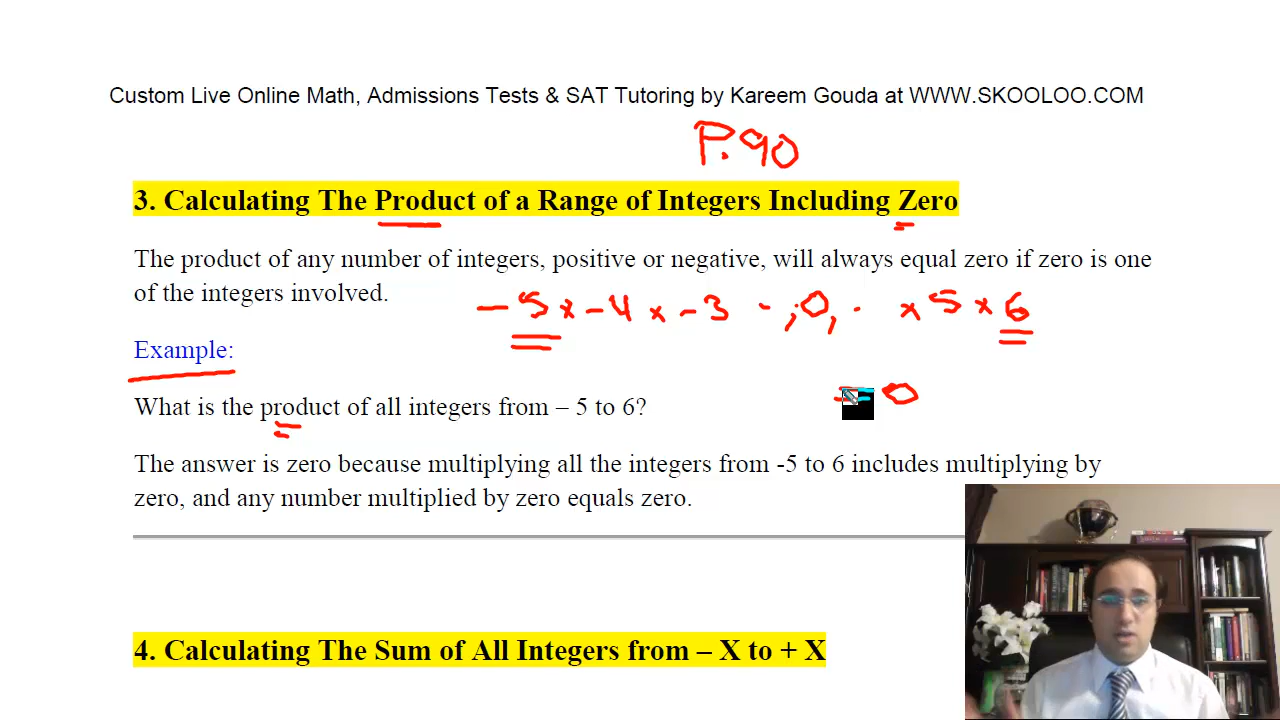 Custom Live Online Math, Admissions Tests & SAT Tutoring by Kareem Gouda at WWW.SKOOLOO.COM
P.90
3. Calculating The Product of a Range of Integers Including Zero
The product of any number of integers, positive or negative, will always equal zero if zero is one
of the integers involved.
-5 x -4 x -3 . , 0, . x 5 x 6
Example:
= 0
What is the product of all integers from – 5 to 6?
The answer is zero because multiplying all the integers from -5 to 6 includes multiplying by
zero, and any number multiplied by zero equals zero.
4. Calculating The Sum of All Integers from – X to + X